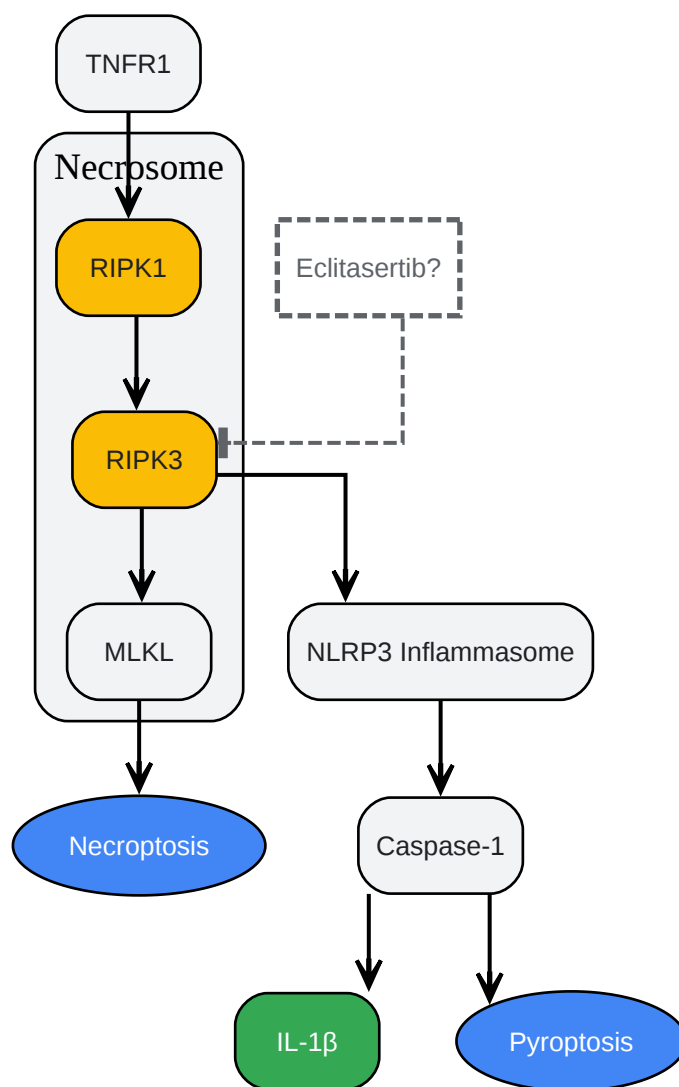 TNFR1
Necrosome
RIPK1
Eclitasertib?
RIPK3
MLKL
NLRP3 Inflammasome
Necroptosis
Caspase-1
IL-1β
Pyroptosis